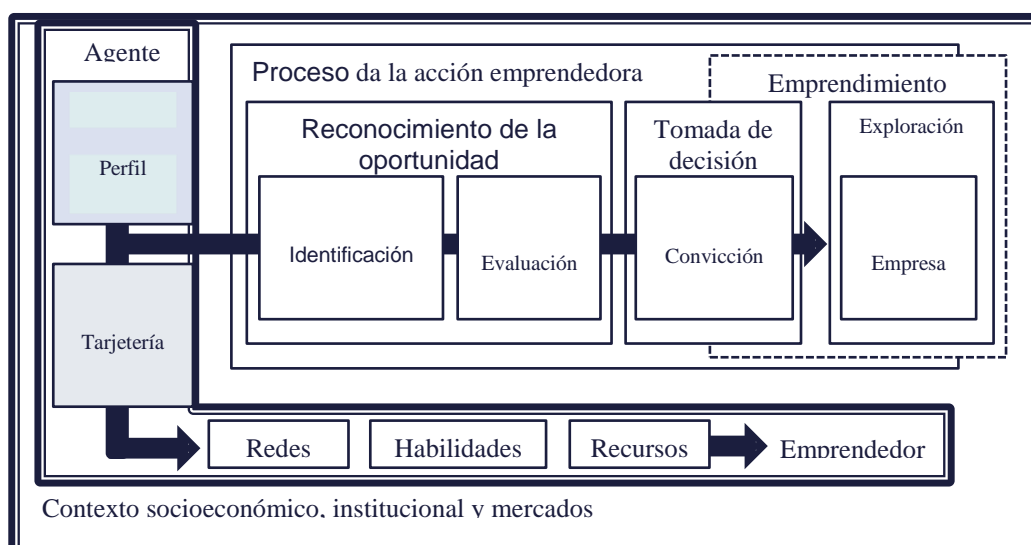 Agente
Perfil
Tarjetería
Proceso da la acción emprendedora
Emprendimiento
Reconocimiento de la
oportunidad
Identificación
Evaluación
Tomada de
decisión
Convicción
Exploración
Empresa
Redes
Habilidades
Recursos
Emprendedor
Contexto socioeconómico, institucional y mercados